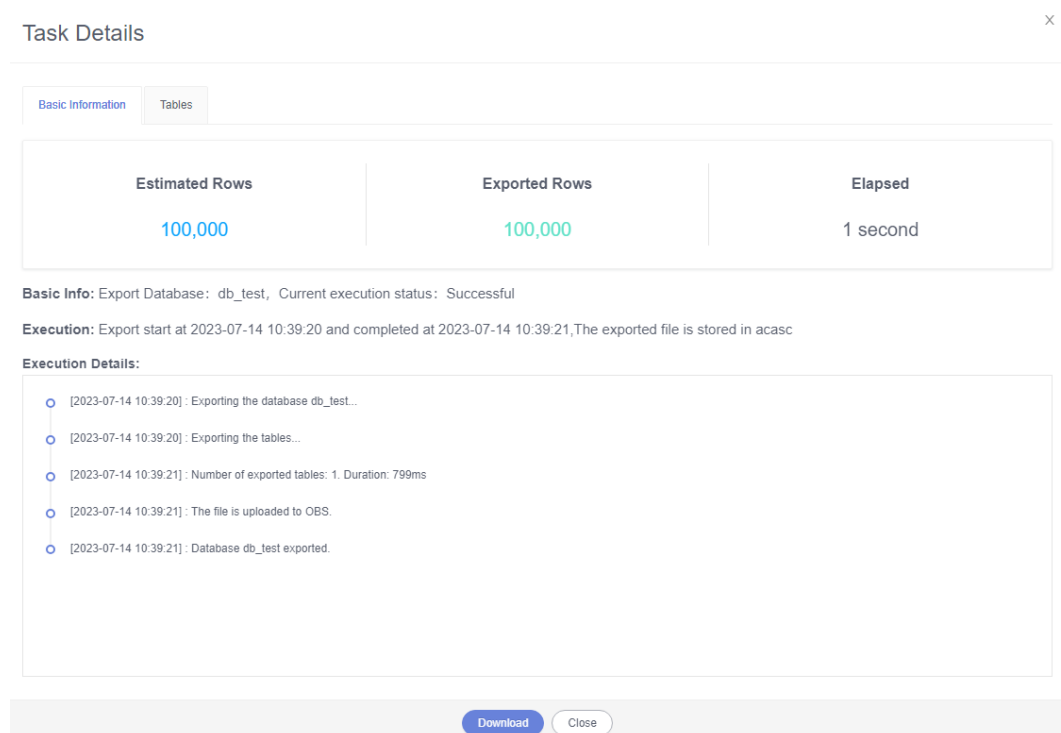 Task Details
X
Basic Information
Tables
Estimated Rows
Exported Rows
Elapsed
100,000
100,000
1 second
Basic Info: Export Database：db_test，Current execution status：Successful
Execution: Export start at 2023-07-14 10:39:20 and completed at 2023-07-14 10:39:21,The exported file is stored in acasc
Execution Details:
[2023-07-14 10:39:20] : Exporting the database db_test...
[2023-07-14 10:39:20] : Exporting the tables...
[2023-07-14 10:39:21] : Number of exported tables: 1. Duration: 799ms
[2023-07-14 10:39:21] : The file is uploaded to OBS.
[2023-07-14 10:39:21] : Database db_test exported.
Download
Close